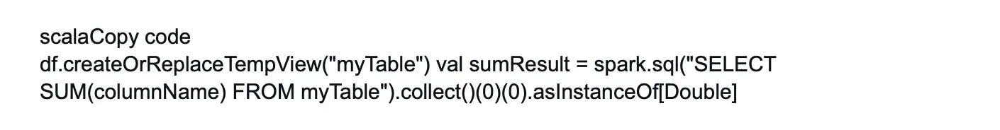 scalaCopy code
df.createOrReplaceTempView("myTable") val sumResult = spark.sql("SELECT
SUM(columnName) FROM myTable").collect()(0)(0).asInstanceOf[Double]